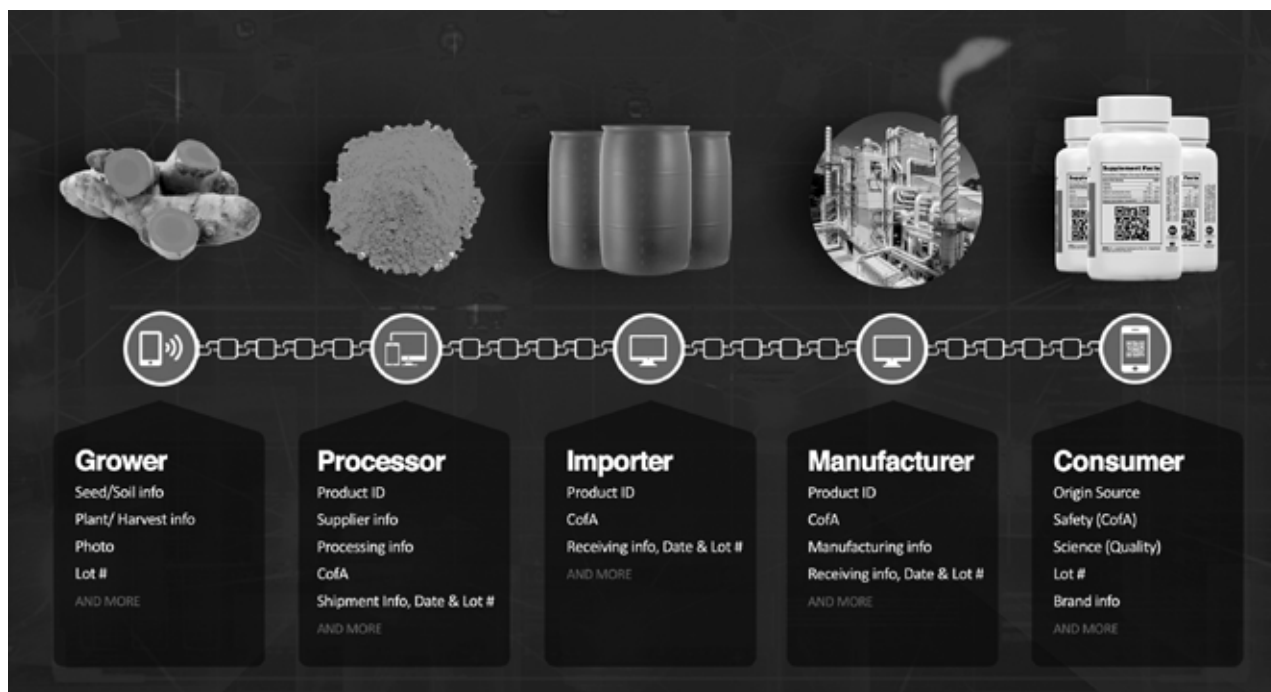 Supplement Facts
Grower
Seed/Soil info
Plant/ Harvest info
Photo
Lot #
AND MORE
Processor
Product ID
Supplier info
Processing info
CofA
Shipment Info, Date & Lot #
AND MORE
Importer
Product ID
CofA
Receiving info, Date & Lot #
AND MORE
Manufacturer
Product ID
CofA
Manufacturing info
Receiving info, Date & Lot #
AND MORE
Consumer
Origin Source
Safety (CofA)
Science (Quality)
Lot #
Brand info
AND MORE